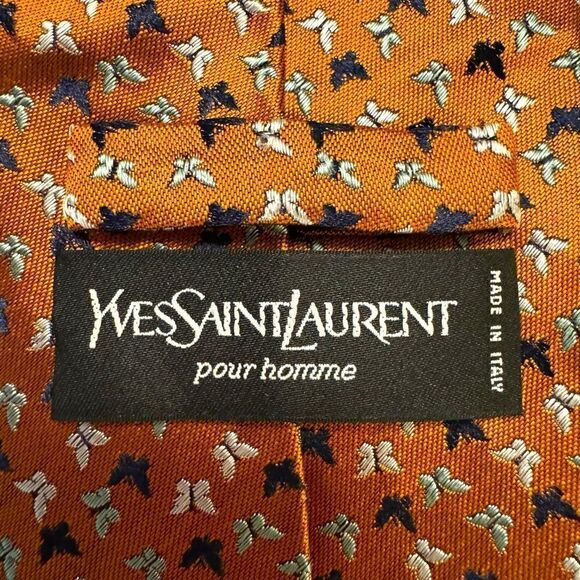 YVESSAINTLAURENT
pour homme
MADE IN ITALY